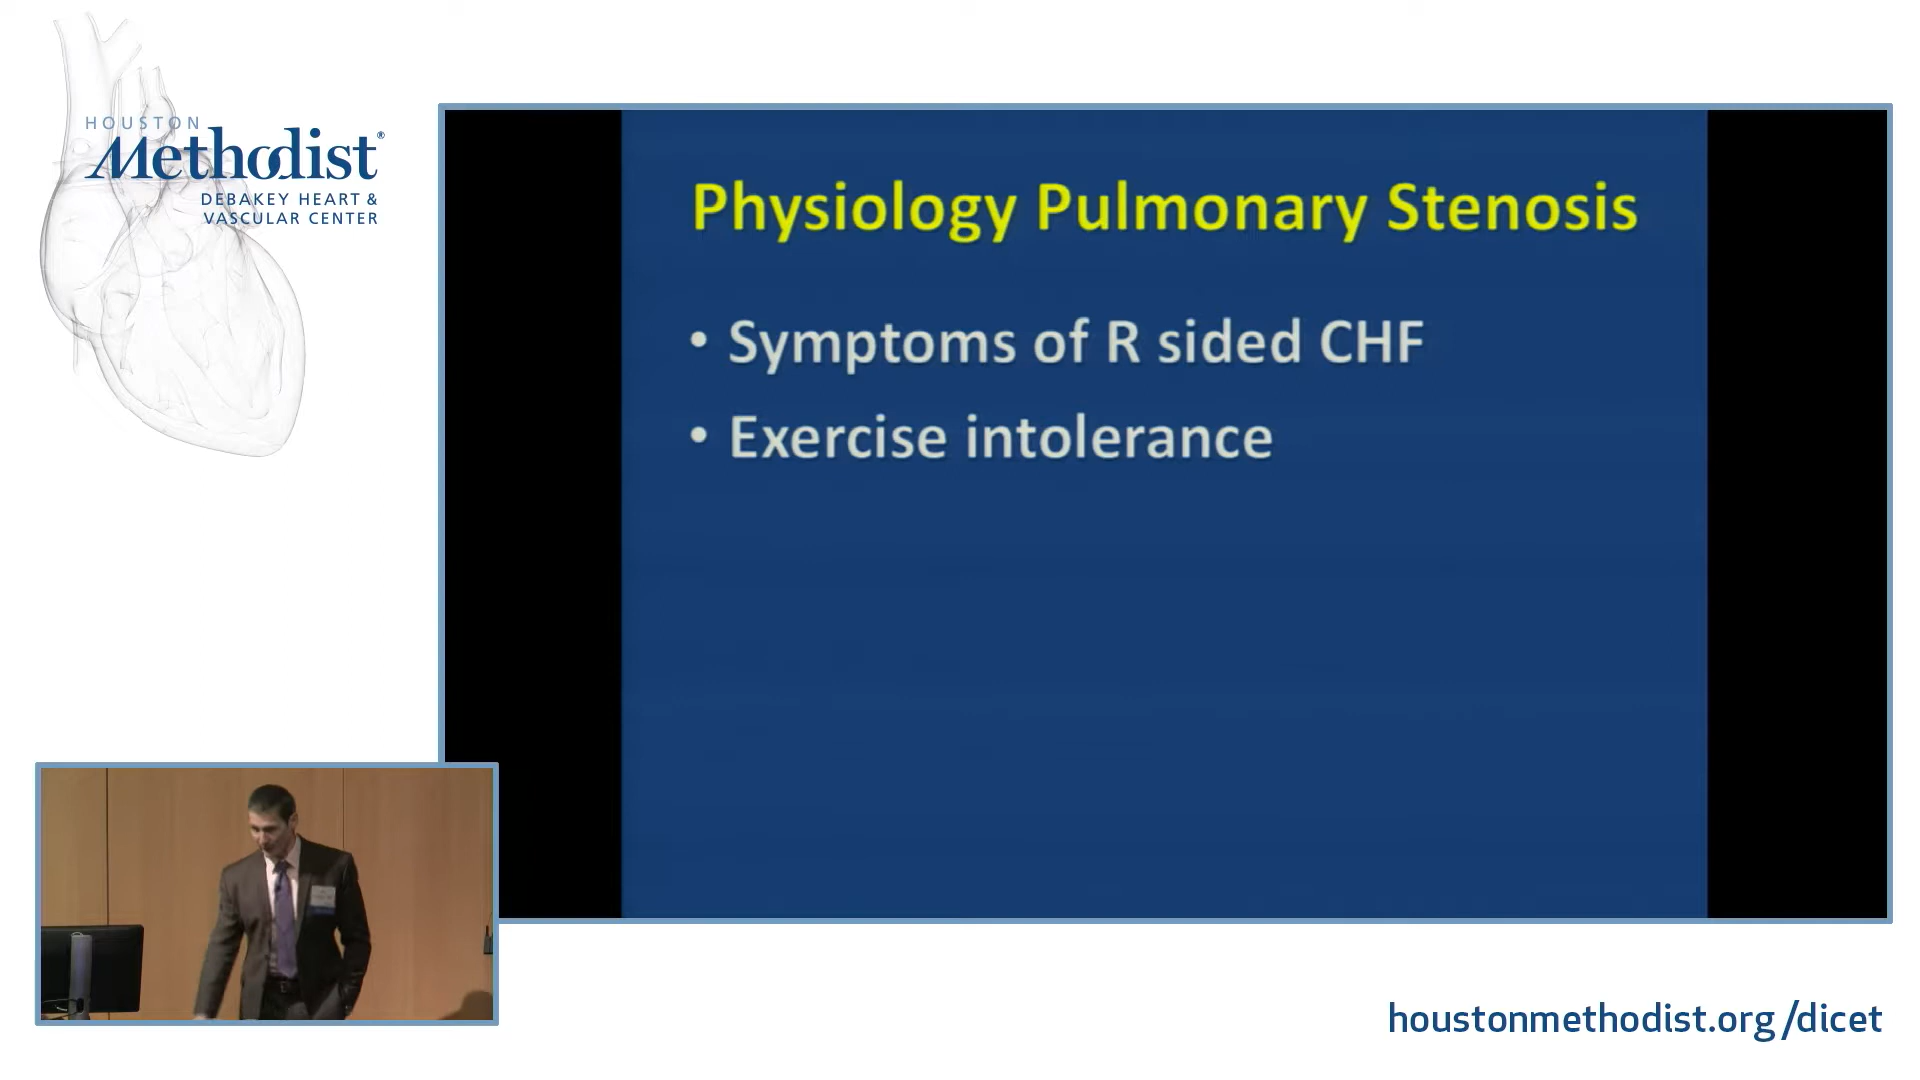 HOUSTON
Methodist®
DEBAKEY HEART &
VASCULAR CENTER
Physiology Pulmonary Stenosis
• Symptoms of R sided CHF
• Exercise intolerance
houstonmethodist.org/dicet